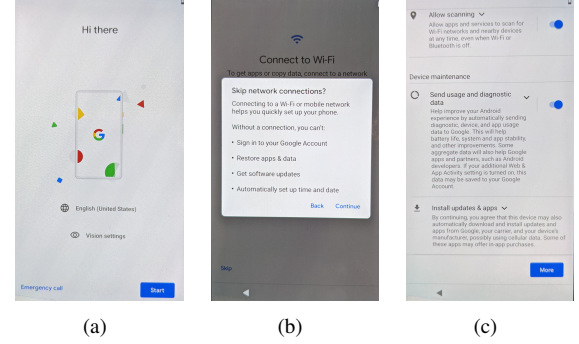 Hi there
G
English (United States)
Vision settings
Emergency call
Start
(a)
Connect to Wi-Fi
To get apps or copy data, connect to a network
Skip network connections?
Connecting to a Wi-Fi or mobile network
helps you quickly set up your phone.
Without a connection, you can't:
• Sign in to your Google Account
• Restore apps & data
• Get software updates
• Automatically set up time and date
Back Continue
Skip
(b)
Allow scanning
Allow apps and services to scan for
Wi-Fi networks and nearby devices
at any time, even when Wi-Fi or
Bluetooth is off.
Device maintenance
Send usage and diagnostic
data
Help improve your Android
experience by automatically sending
diagnostic, device, and app usage
data to Google. This will help
battery life, system and app stability,
and other improvements. Some
aggregate data will also help Google
apps and partners, such as Android
developers. If your additional Web &
App Activity setting is turned on, this
data may be saved to your Google
Account.
Install updates & apps
By continuing, you agree that this device may also
automatically download and install updates and
apps from Google, your carrier, and your device's
manufacturer, possibly using cellular data. Some of
these apps may offer in-app purchases.
More
(c)